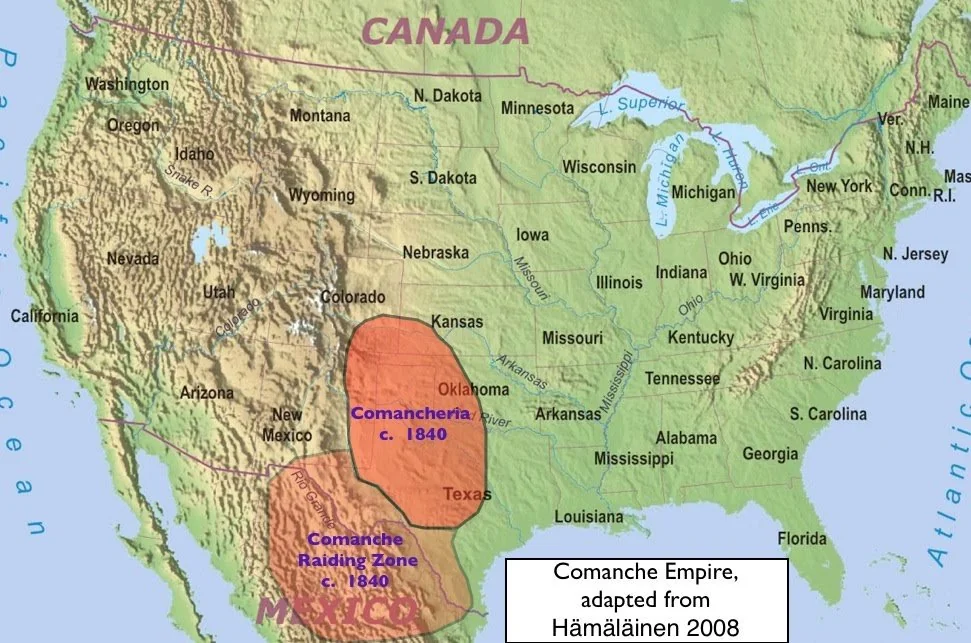 CANADA
Washington
Oregon
Idaho
Snake R.
Montana
Wyoming
N. Dakota
S. Dakota
Minnesota
L. Superior
Wisconsin
L. Michigan
Michigan
L. Huron
L. Ont.
L. Erie
Ver.
Maine
N.H.
Mas
New York
Conn.
R.I.
Penns.
N. Jersey
Nebraska
Iowa
Missouri
Illinois
Indiana
Ohio
W. Virginia
Maryland
Virginia
Nevada
Utah
Colorado
Colorado
California
Pacific Ocean
Kansas
Missouri
Ohio
Kentucky
N. Carolina
Arizona
New
Mexico
Oklahoma
Arkansas
Arkansas
Mississippi
Tennessee
S. Carolina
Comancheria
c. 1840
River
Alabama
Georgia
Mississippi
Texas
Louisiana
Florida
Atlantic Oc
Rio Grande
Comanche
Raiding Zone
c. 1840
MEXICO
Comanche Empire,
adapted from
Hämäläinen 2008